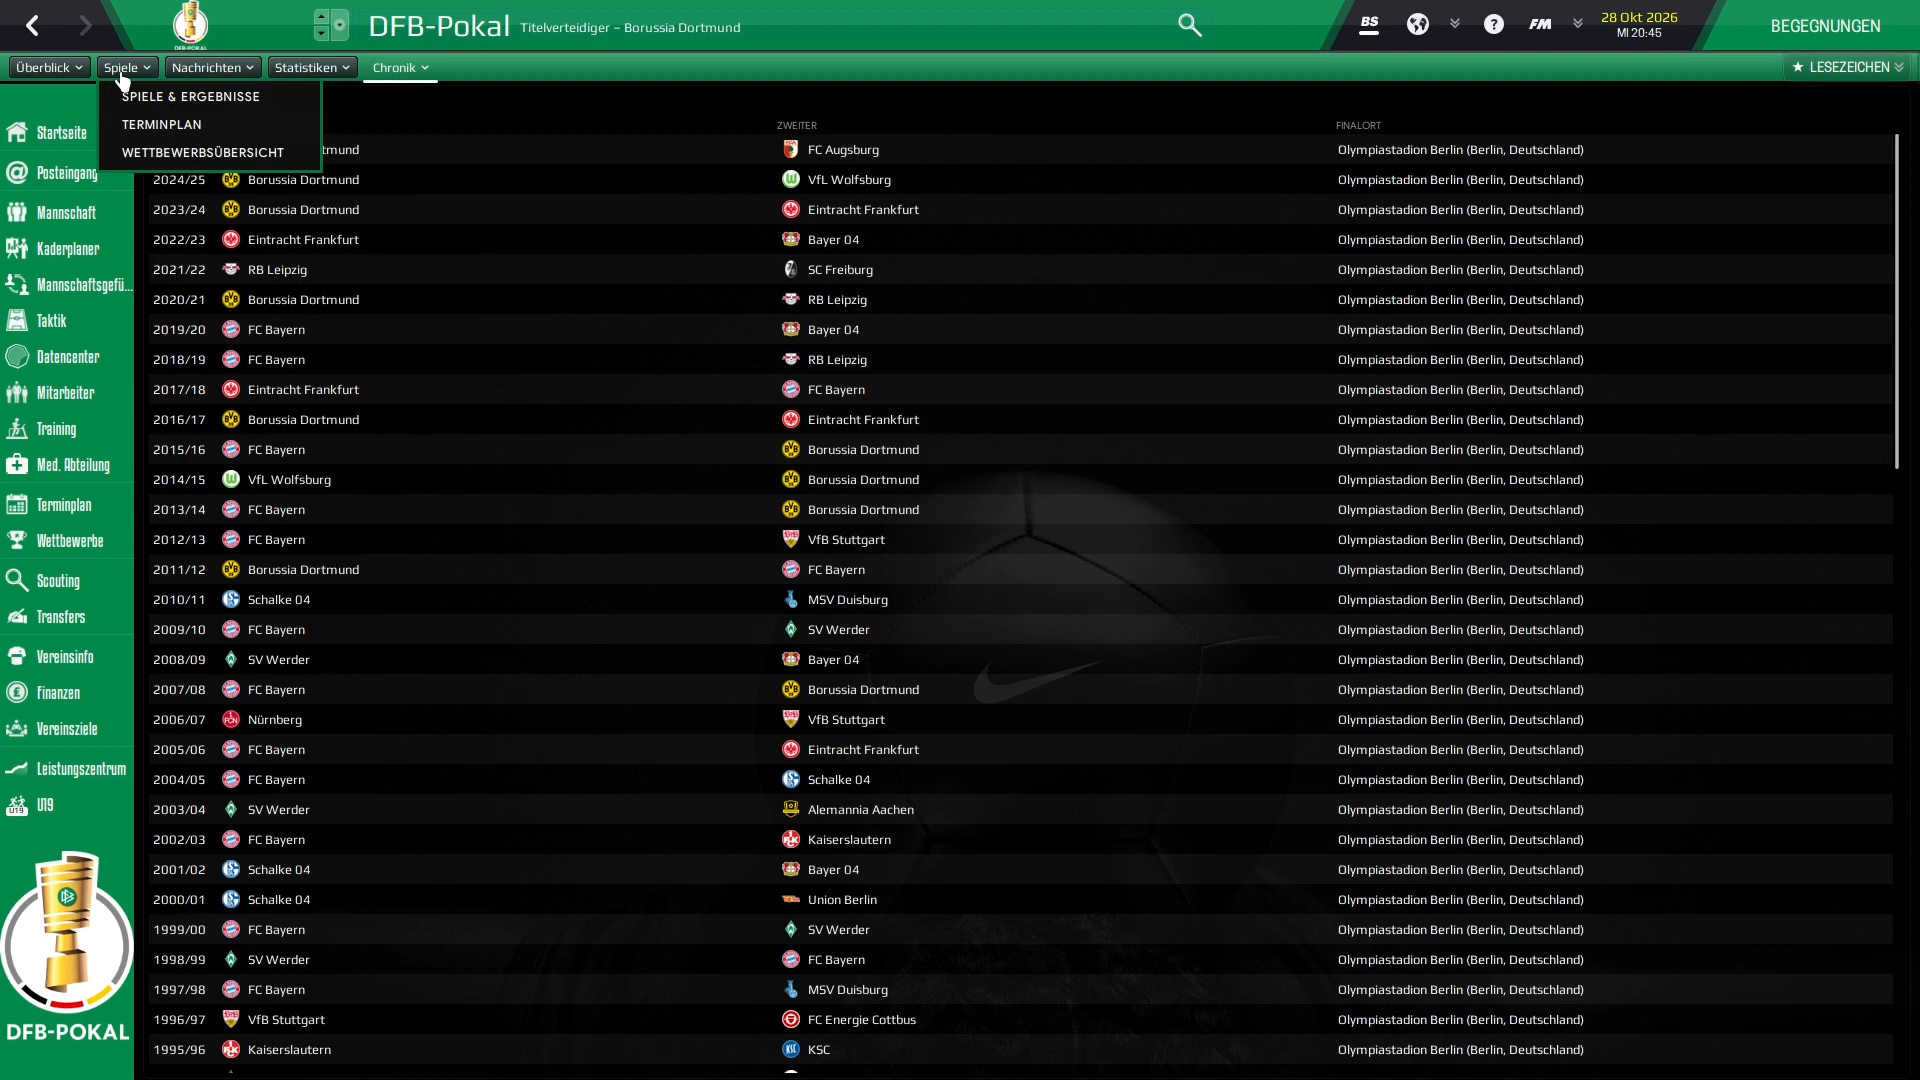 DFB-POKAL
DFB-Pokal Titelverteidiger – Borussia Dortmund
BS
?
FM
28 Okt 2026
MI 20:45
BEGEGNUNGEN
Überblick Spiele Nachrichten Statistiken Chronik
LESEZEICHEN
SPIELE & ERGEBNISSE
TERMINPLAN
WETTBEWERBSÜBERSICHT
Startseite
Posteingang
Mannschaft
Kaderplaner
Mannschaftsgefü...
Taktik
Datencenter
Mitarbeiter
Training
Med. Abteilung
Terminplan
Wettbewerbe
Scouting
Transfers
Vereinsinfo
Finanzen
Vereinsziele
Leistungszentrum
U19
DFB-POKAL
ZWEITER FINALORT
tmund FC Augsburg Olympiastadion Berlin (Berlin, Deutschland)
2024/25 Borussia Dortmund VfL Wolfsburg Olympiastadion Berlin (Berlin, Deutschland)
2023/24 Borussia Dortmund Eintracht Frankfurt Olympiastadion Berlin (Berlin, Deutschland)
2022/23 Eintracht Frankfurt Bayer 04 Olympiastadion Berlin (Berlin, Deutschland)
2021/22 RB Leipzig SC Freiburg Olympiastadion Berlin (Berlin, Deutschland)
2020/21 Borussia Dortmund RB Leipzig Olympiastadion Berlin (Berlin, Deutschland)
2019/20 FC Bayern Bayer 04 Olympiastadion Berlin (Berlin, Deutschland)
2018/19 FC Bayern RB Leipzig Olympiastadion Berlin (Berlin, Deutschland)
2017/18 Eintracht Frankfurt FC Bayern Olympiastadion Berlin (Berlin, Deutschland)
2016/17 Borussia Dortmund Eintracht Frankfurt Olympiastadion Berlin (Berlin, Deutschland)
2015/16 FC Bayern Borussia Dortmund Olympiastadion Berlin (Berlin, Deutschland)
2014/15 VfL Wolfsburg Borussia Dortmund Olympiastadion Berlin (Berlin, Deutschland)
2013/14 FC Bayern Borussia Dortmund Olympiastadion Berlin (Berlin, Deutschland)
2012/13 FC Bayern VfB Stuttgart Olympiastadion Berlin (Berlin, Deutschland)
2011/12 Borussia Dortmund FC Bayern Olympiastadion Berlin (Berlin, Deutschland)
2010/11 Schalke 04 MSV Duisburg Olympiastadion Berlin (Berlin, Deutschland)
2009/10 FC Bayern SV Werder Olympiastadion Berlin (Berlin, Deutschland)
2008/09 SV Werder Bayer 04 Olympiastadion Berlin (Berlin, Deutschland)
2007/08 FC Bayern Borussia Dortmund Olympiastadion Berlin (Berlin, Deutschland)
2006/07 Nürnberg VfB Stuttgart Olympiastadion Berlin (Berlin, Deutschland)
2005/06 FC Bayern Eintracht Frankfurt Olympiastadion Berlin (Berlin, Deutschland)
2004/05 FC Bayern Schalke 04 Olympiastadion Berlin (Berlin, Deutschland)
2003/04 SV Werder Alemannia Aachen Olympiastadion Berlin (Berlin, Deutschland)
2002/03 FC Bayern Kaiserslautern Olympiastadion Berlin (Berlin, Deutschland)
2001/02 Schalke 04 Bayer 04 Olympiastadion Berlin (Berlin, Deutschland)
2000/01 Schalke 04 Union Berlin Olympiastadion Berlin (Berlin, Deutschland)
1999/00 FC Bayern SV Werder Olympiastadion Berlin (Berlin, Deutschland)
1998/99 SV Werder FC Bayern Olympiastadion Berlin (Berlin, Deutschland)
1997/98 FC Bayern MSV Duisburg Olympiastadion Berlin (Berlin, Deutschland)
1996/97 VfB Stuttgart FC Energie Cottbus Olympiastadion Berlin (Berlin, Deutschland)
1995/96 Kaiserslautern KSC Olympiastadion Berlin (Berlin, Deutschland)